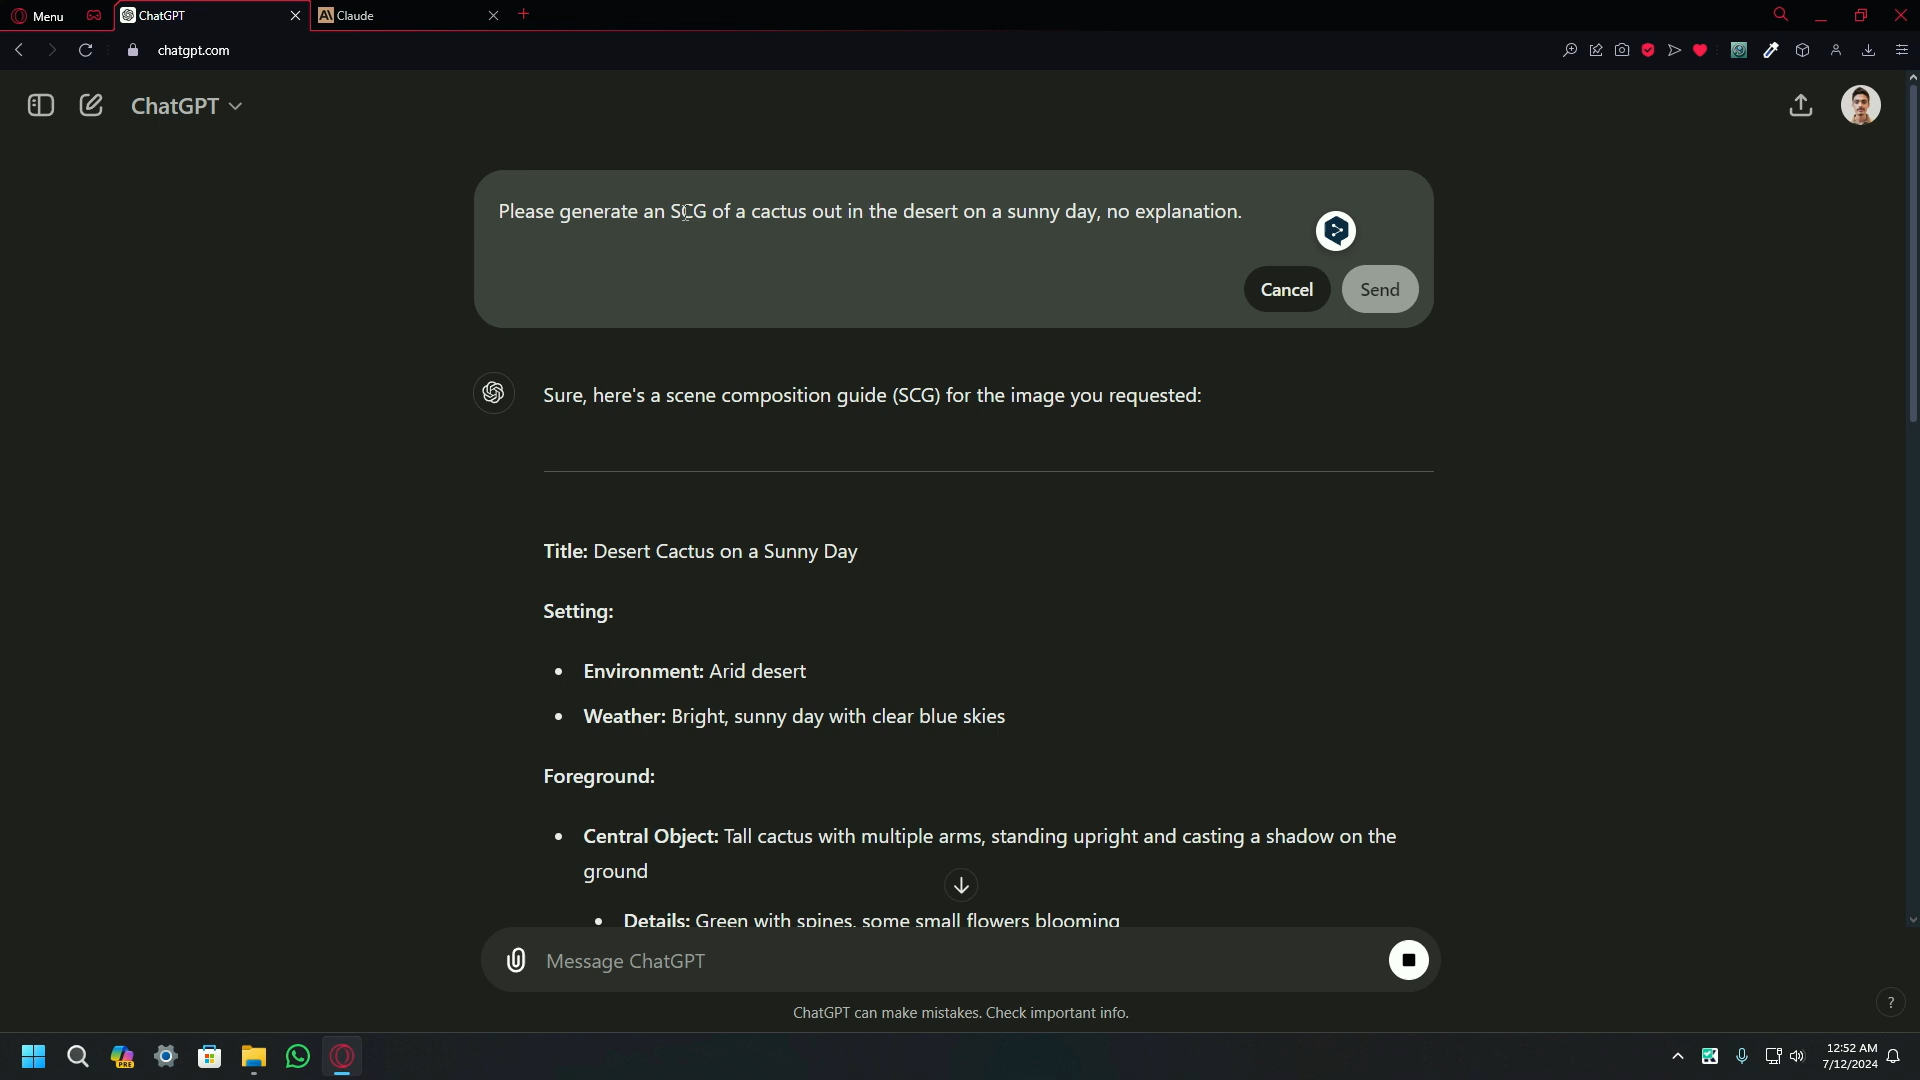 Menu
ChatGPT
Claude
chatgpt.com
ChatGPT
Please generate an SCG of a cactus out in the desert on a sunny day, no explanation.
Cancel
Send
Sure, here's a scene composition guide (SCG) for the image you requested:
Title: Desert Cactus on a Sunny Day
Setting:
Environment: Arid desert
Weather: Bright, sunny day with clear blue skies
Foreground:
Central Object: Tall cactus with multiple arms, standing upright and casting a shadow on the
ground
Details: Green with spines, some small flowers blooming
Message ChatGPT
ChatGPT can make mistakes. Check important info.
?
PRE
12:52 AM
7/12/2024